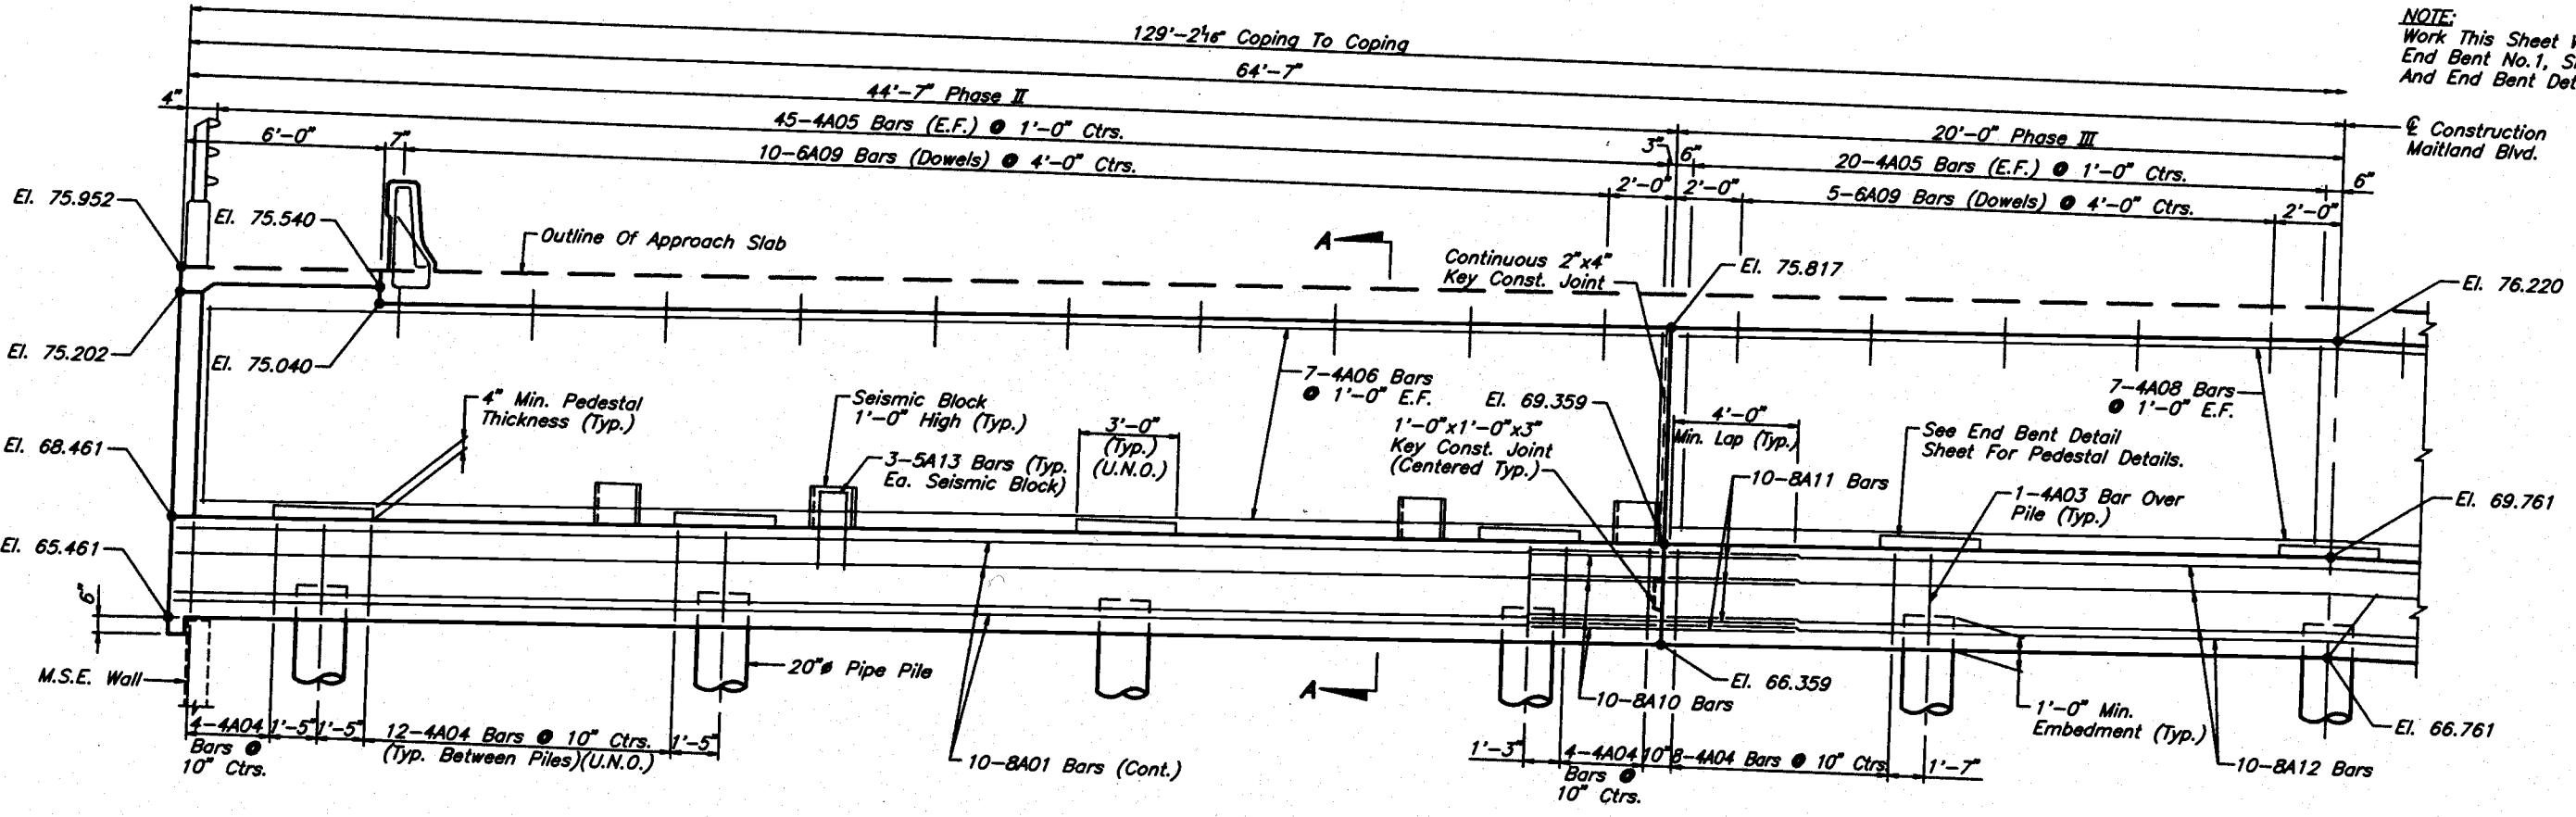 129'-2 1/16" Coping To Coping
64'-7"
44'-7" Phase II
20'-0" Phase III
NOTE:
Work This Sheet
End Bent No.1,
And End Bent
℄ Construction
Maitland Blvd.
4"
45-4A05 Bars (E.F.) @ 1'-0" Ctrs.
3"
6"
20-4A05 Bars (E.F.) @ 1'-0" Ctrs.
6"
6'-0"
7"
10-6A09 Bars (Dowels) @ 4'-0" Ctrs.
2'-0"
2'-0"
5-6A09 Bars (Dowels) @ 4'-0" Ctrs.
2'-0"
El. 75.952
El. 75.540
Outline Of Approach Slab
A
Continuous 2"x4"
Key Const. Joint
El. 75.817
El. 76.220
El. 75.202
El. 75.040
4" Min. Pedestal
Thickness (Typ.)
Seismic Block
1'-0" High (Typ.)
3-5A13 Bars (Typ.
Ea. Seismic Block)
3'-0"
(Typ.)
(U.N.O.)
7-4A06 Bars
@ 1'-0" E.F.
El. 69.359
1'-0"x1'-0"x3"
Key Const. Joint
(Centered Typ.)
4'-0"
Min. Lap (Typ.)
10-8A11 Bars
See End Bent Detail
Sheet For Pedestal Details.
7-4A08 Bars
@ 1'-0" E.F.
1-4A03 Bar Over
Pile (Typ.)
El. 69.761
El. 68.461
El. 65.461
6"
M.S.E. Wall
20"ø Pipe Pile
A
El. 66.359
10-8A10 Bars
1'-0" Min.
Embedment (Typ.)
El. 66.761
4-4A04
Bars @
10" Ctrs.
1'-5"
1'-5"
12-4A04 Bars @ 10" Ctrs.
(Typ. Between Piles)(U.N.O.)
1'-5"
10-8A01 Bars (Cont.)
1'-3"
4-4A04
Bars @
10" Ctrs.
10"
8-4A04 Bars @ 10" Ctrs.
1'-7"
10-8A12 Bars